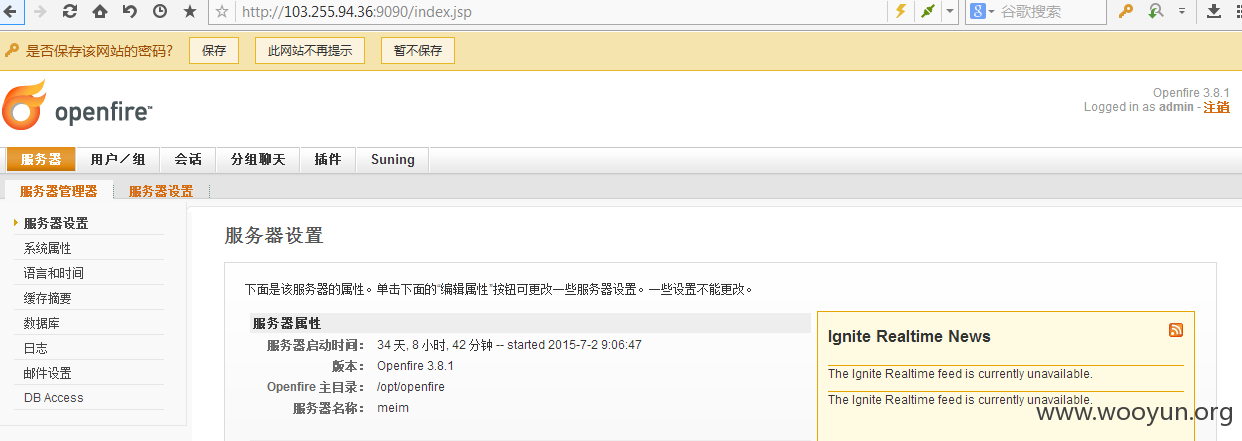 http://103.255.94.36:9090/index.jsp
8
谷歌搜索
是否保存该网站的密码?
保存
此网站不再提示
暂不保存
openfire™
Openfire 3.8.1
Logged in as admin - 注销
服务器
用户／组
会话
分组聊天
插件
Suning
服务器管理器
服务器设置
服务器设置
系统属性
语言和时间
缓存摘要
数据库
日志
邮件设置
DB Access
服务器设置
下面是该服务器的属性。单击下面的“编辑属性”按钮可更改一些服务器设置。一些设置不能更改。
服务器属性
服务器启动时间： 34 天, 8 小时, 42 分钟 -- started 2015-7-2 9:06:47
版本： Openfire 3.8.1
Openfire 主目录： /opt/openfire
服务器名称： meim
Ignite Realtime News
The Ignite Realtime feed is currently unavailable.
The Ignite Realtime feed is currently unavailable.
www.wooyun.org